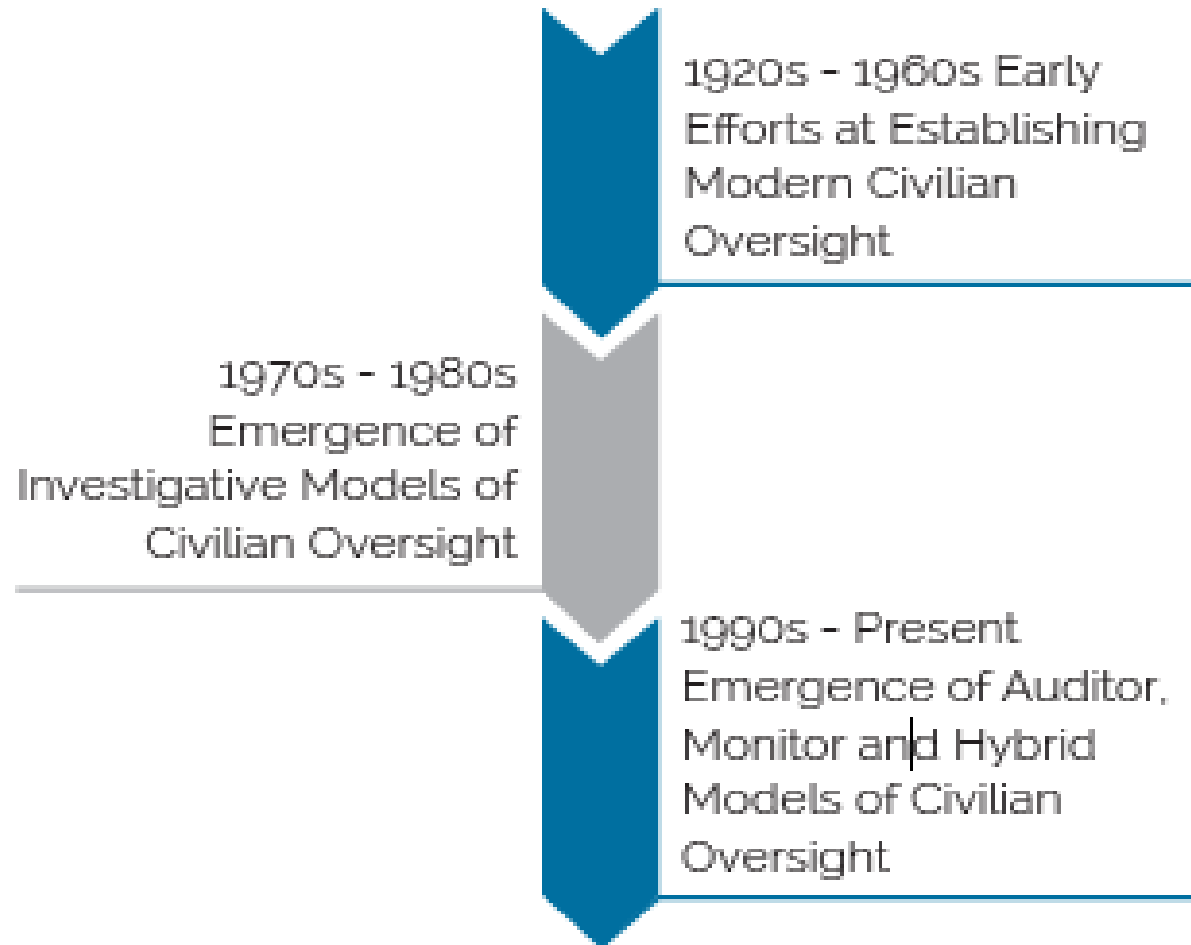 1920s - 1960s Early
Efforts at Establishing
Modern Civilian
Oversight
1970s - 1980s
Emergence of
Investigative Models of
Civilian Oversight
1990s - Present
Emergence of Auditor,
Monitor and Hybrid
Models of Civilian
Oversight